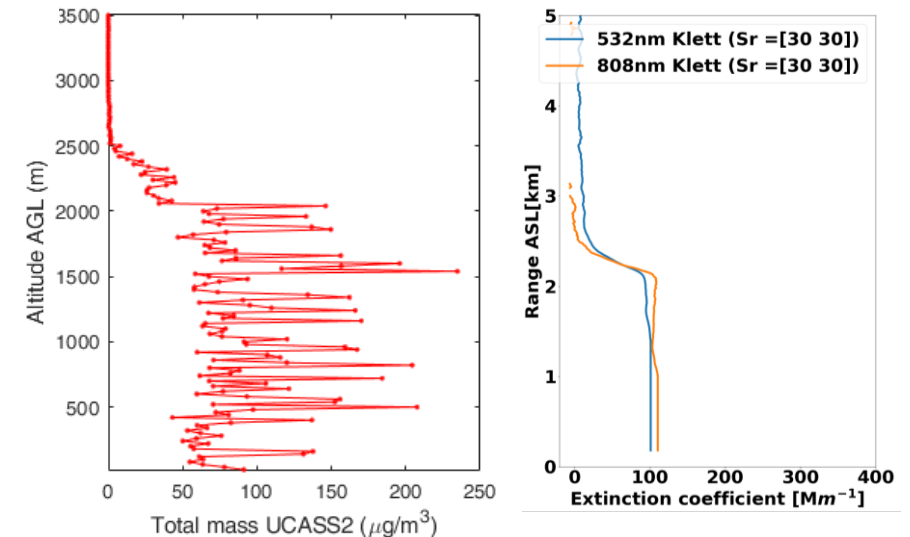 3500
3000
2500
2000
1500
1000
500
0 50 100 150 200 250
Altitude AGL (m)
Total mass UCASS2 (μg/m³)
5
4
3
2
1
0
0 100 200 300 400
Range ASL[km]
Extinction coefficient [Mm⁻¹]
532nm Klett (Sr =[30 30])
808nm Klett (Sr =[30 30])